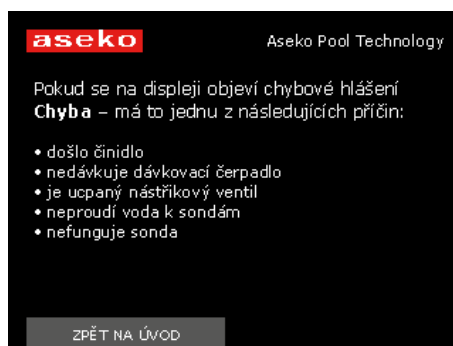 aseko
Aseko Pool Technology
Pokud se na displeji objeví chybové hlášení
Chyba – má to jednu z následujících příčin:
• došlo činidlo
• nedávkuje dávkovací čerpadlo
• je ucpaný nástřikový ventil
• neproudí voda k sondám
• nefunguje sonda
ZPĚT NA ÚVOD